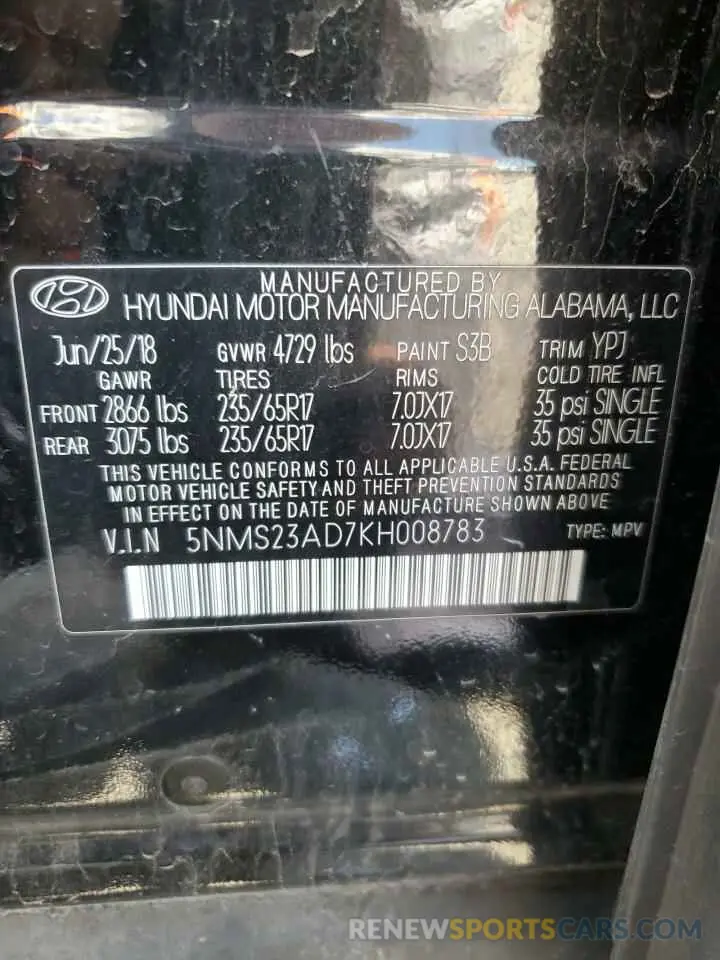 MANUFACTURED BY
HYUNDAI MOTOR MANUFACTURING ALABAMA, LLC
Jun/25/18 GVWR 4729 lbs PAINT S3B TRIM YPJ
GAWR TIRES RIMS COLD TIRE INFL
FRONT 2866 lbs 235/65R17 7.0JX17 35 psi SINGLE
REAR 3075 lbs 235/65R17 7.0JX17 35 psi SINGLE
THIS VEHICLE CONFORMS TO ALL APPLICABLE U.S.A. FEDERAL
MOTOR VEHICLE SAFETY AND THEFT PREVENTION STANDARDS
IN EFFECT ON THE DATE OF MANUFACTURE SHOWN ABOVE
V.I.N 5NMS23AD7KH008783 TYPE: MPV
RENEWSPORTSCARS.COM